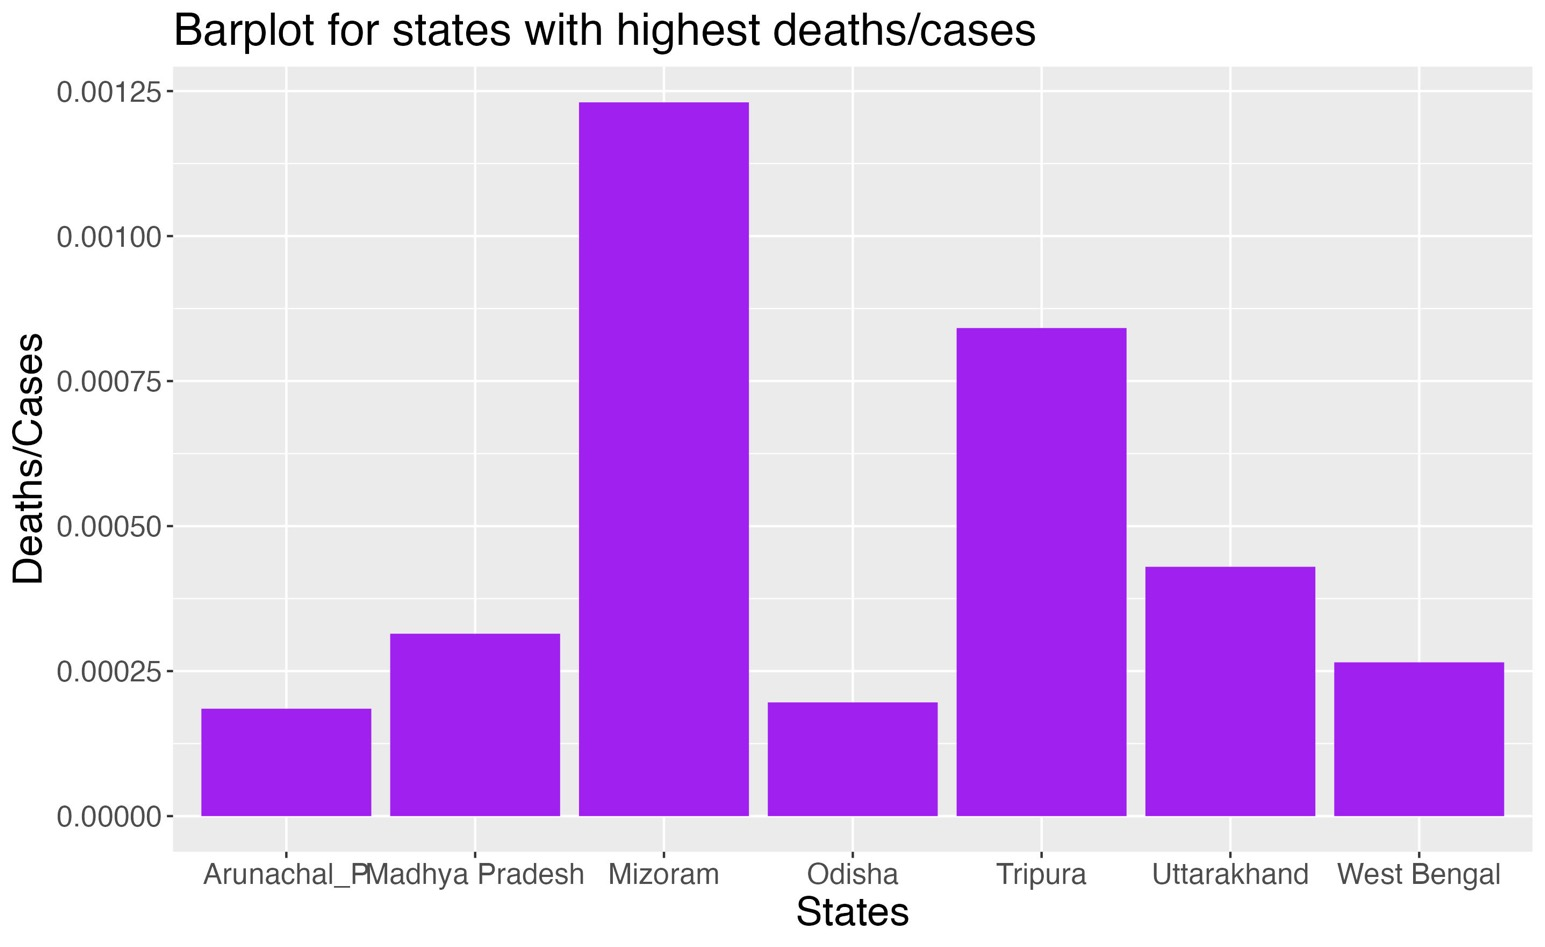 Barplot for states with highest deaths/cases
Deaths/Cases
0.00125
0.00100
0.00075
0.00050
0.00025
0.00000
Arunachal_P Madhya Pradesh Mizoram Odisha Tripura Uttarakhand West Bengal
States